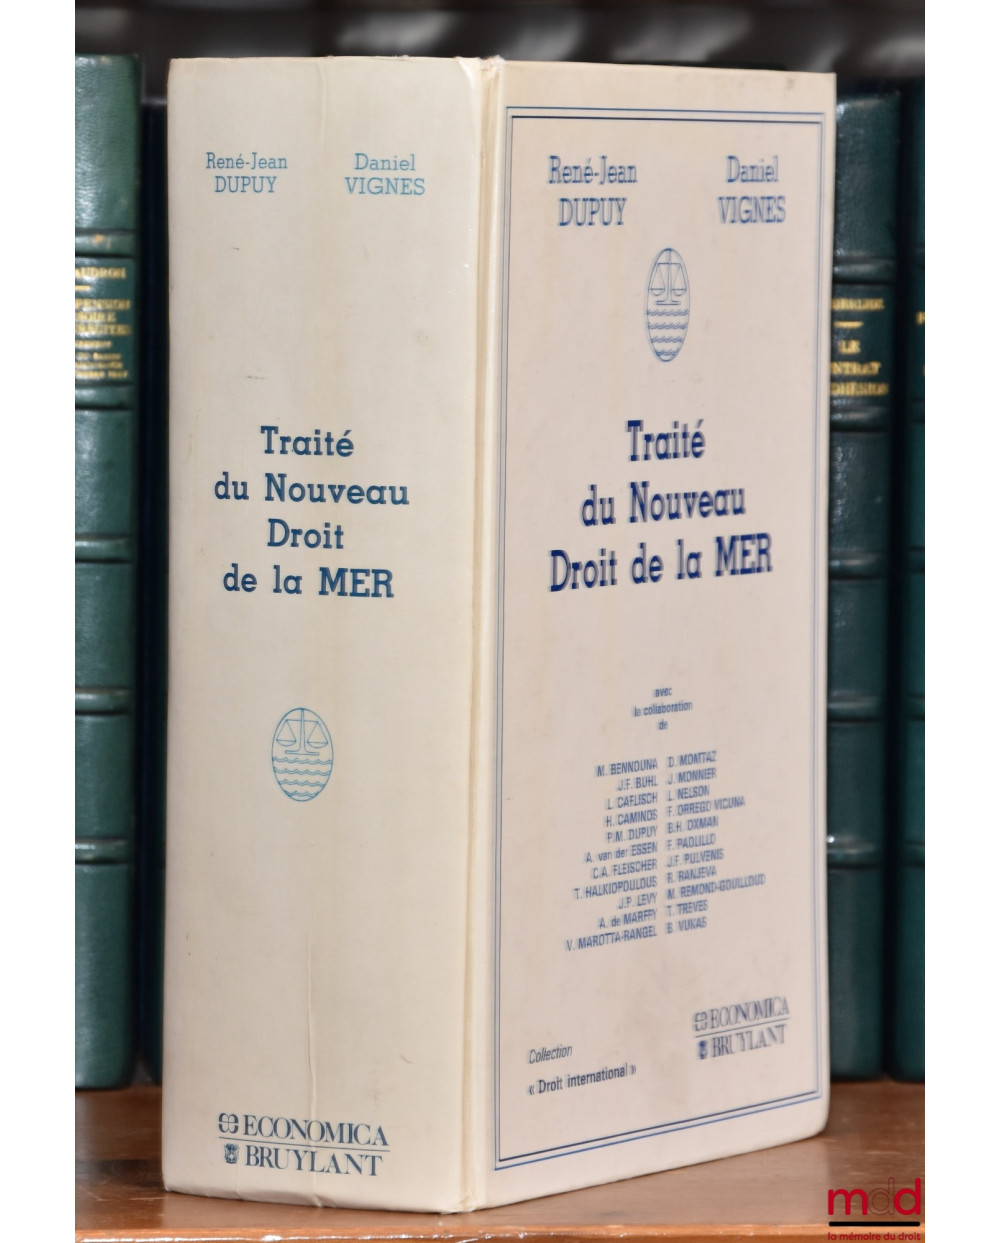 René-Jean
DUPUY
Daniel
VIGNES
Traité
du Nouveau
Droit
de la MER
ECONOMICA
BRUYLANT
René-Jean
DUPUY
Daniel
VIGNES
Traité
du Nouveau
Droit de la MER
avec
la collaboration
de
M. BENNOUNA
J.F. BUHL
L. CAFLISCH
H. CAMINOS
P.M. DUPUY
A. van der ESSEN
C.A. FLEISCHER
T. HALKIOPOULOUS
J.P. LEVY
A. de MARFFY
V. MAROTTA-RANGEL
D. MOMTAZ
J. MONNIER
L. NELSON
F. ORREGO VICUNA
B.H. OXMAN
F. PAOLILLO
J.F. PULVENIS
R. RANJEVA
M. REMOND-GOUILLOUD
T. TREVES
B. VUKAS
Collection
« Droit international »
ECONOMICA
BRUYLANT
LE
mdd
la mémoire du droit